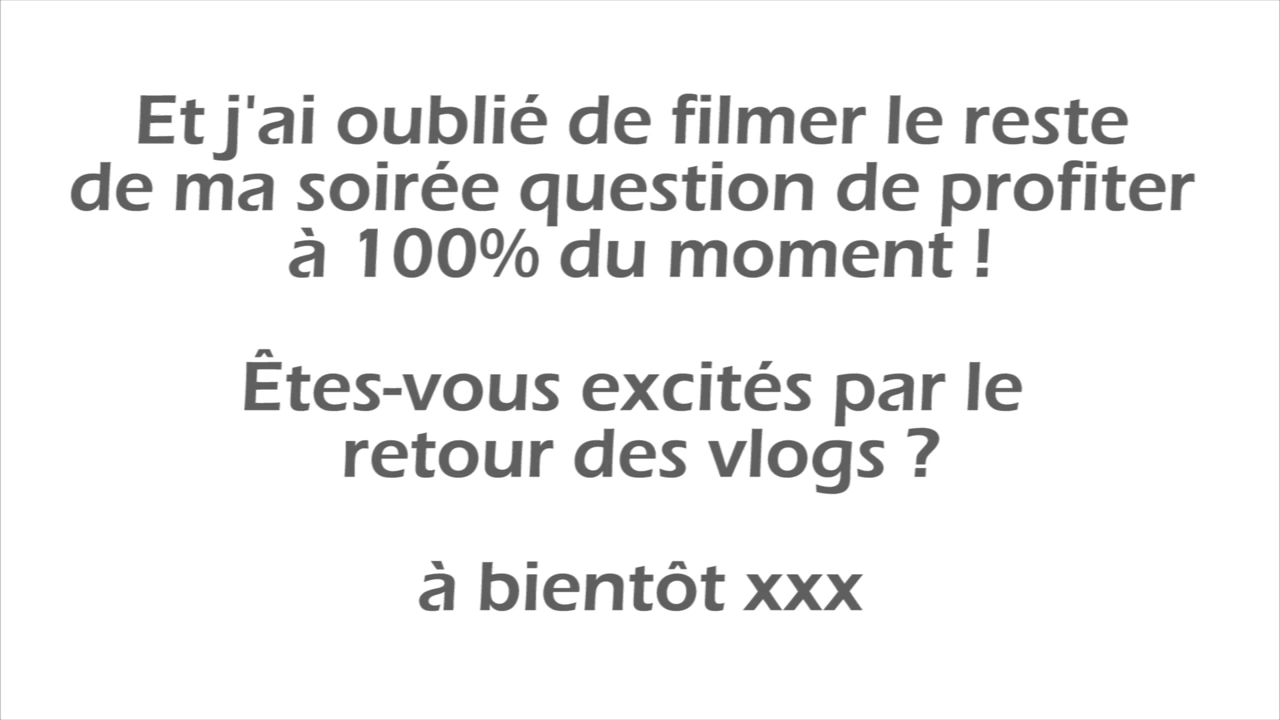 Et j'ai oublié de filmer le reste
de ma soirée question de profiter
à 100% du moment !
Êtes-vous excités par le
retour des vlogs ?
à bientôt xxx